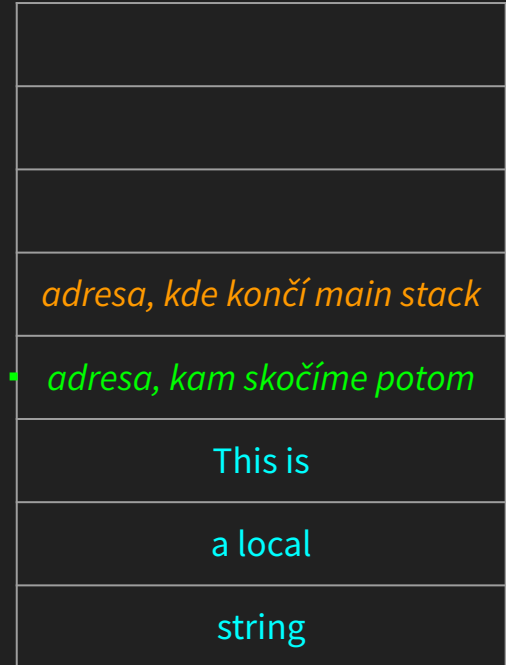 adresa, kde končí main stack
adresa, kam skočíme potom
This is
a local
string